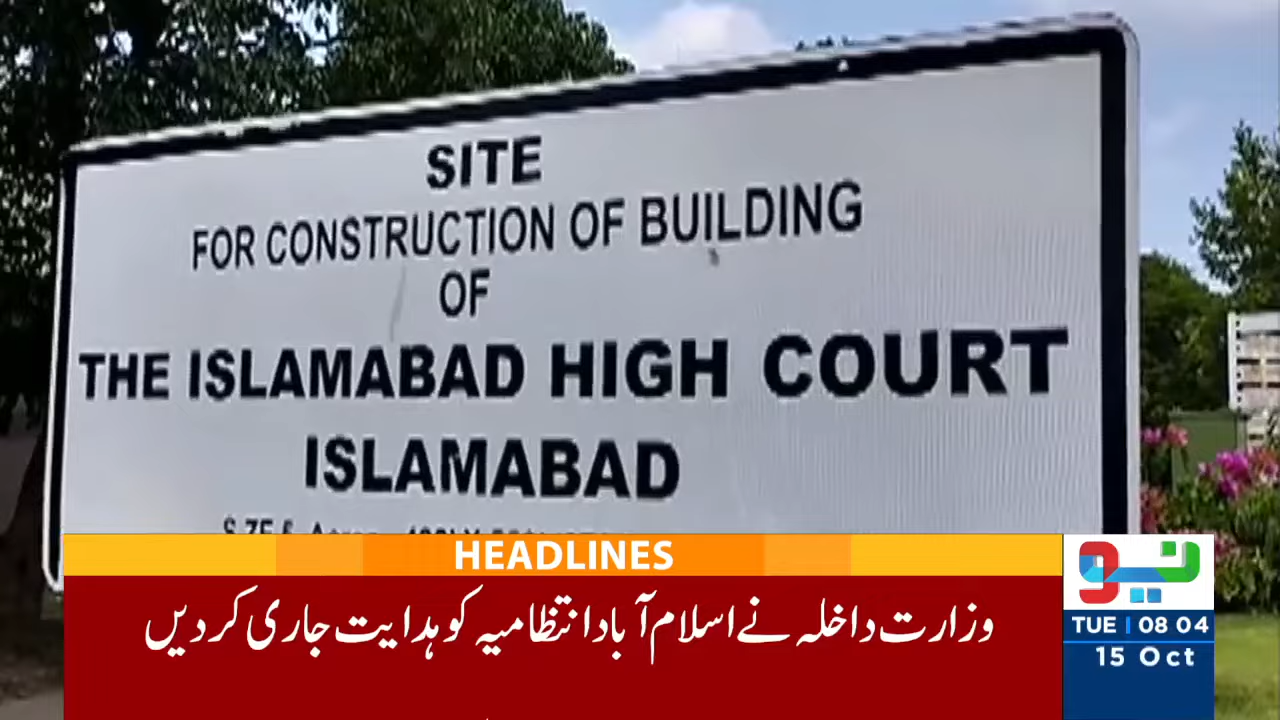 SITE
FOR CONSTRUCTION OF BUILDING
OF
THE ISLAMABAD HIGH COURT
ISLAMABAD
HEADLINES
وزارت داخلہ نے اسلام آباد انتظامیہ کو ہدایت جاری کر دیں
نیو
TUE | 08 04
15 Oct